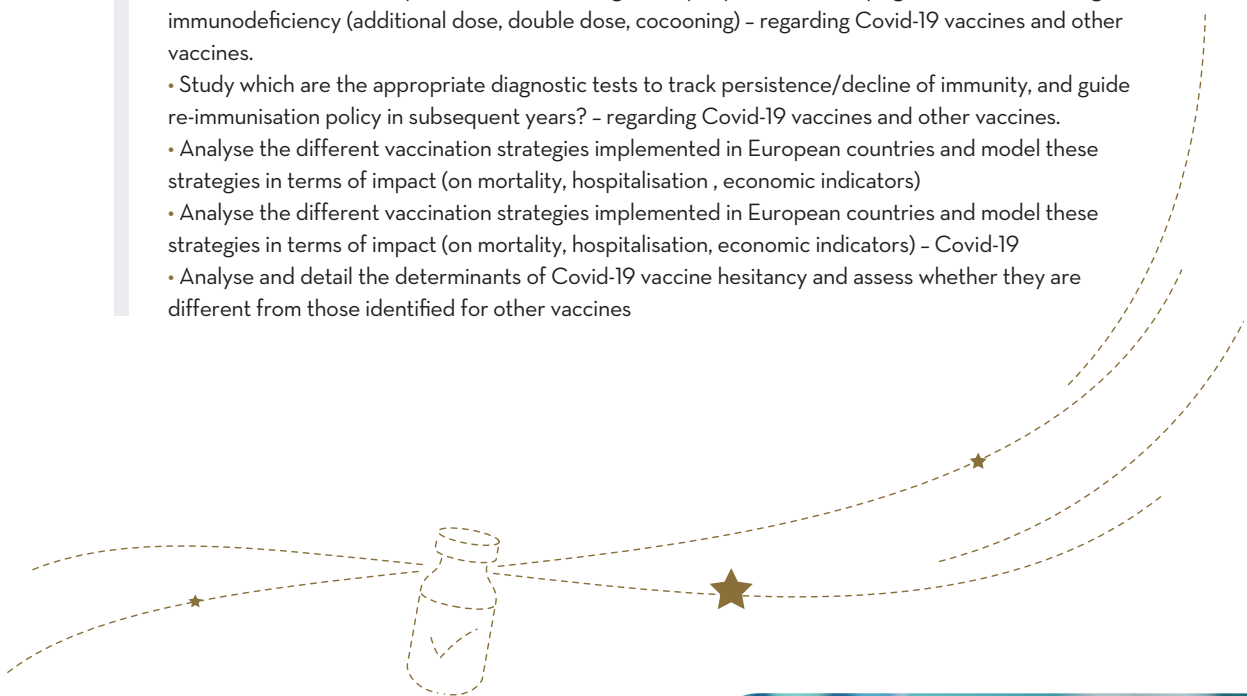 immunodeficiency (additional dose, double dose, cocooning) – regarding Covid-19 vaccines and other
vaccines.
• Study which are the appropriate diagnostic tests to track persistence/decline of immunity, and guide
re-immunisation policy in subsequent years? – regarding Covid-19 vaccines and other vaccines.
• Analyse the different vaccination strategies implemented in European countries and model these
strategies in terms of impact (on mortality, hospitalisation , economic indicators)
• Analyse the different vaccination strategies implemented in European countries and model these
strategies in terms of impact (on mortality, hospitalisation, economic indicators) – Covid-19
• Analyse and detail the determinants of Covid-19 vaccine hesitancy and assess whether they are
different from those identified for other vaccines